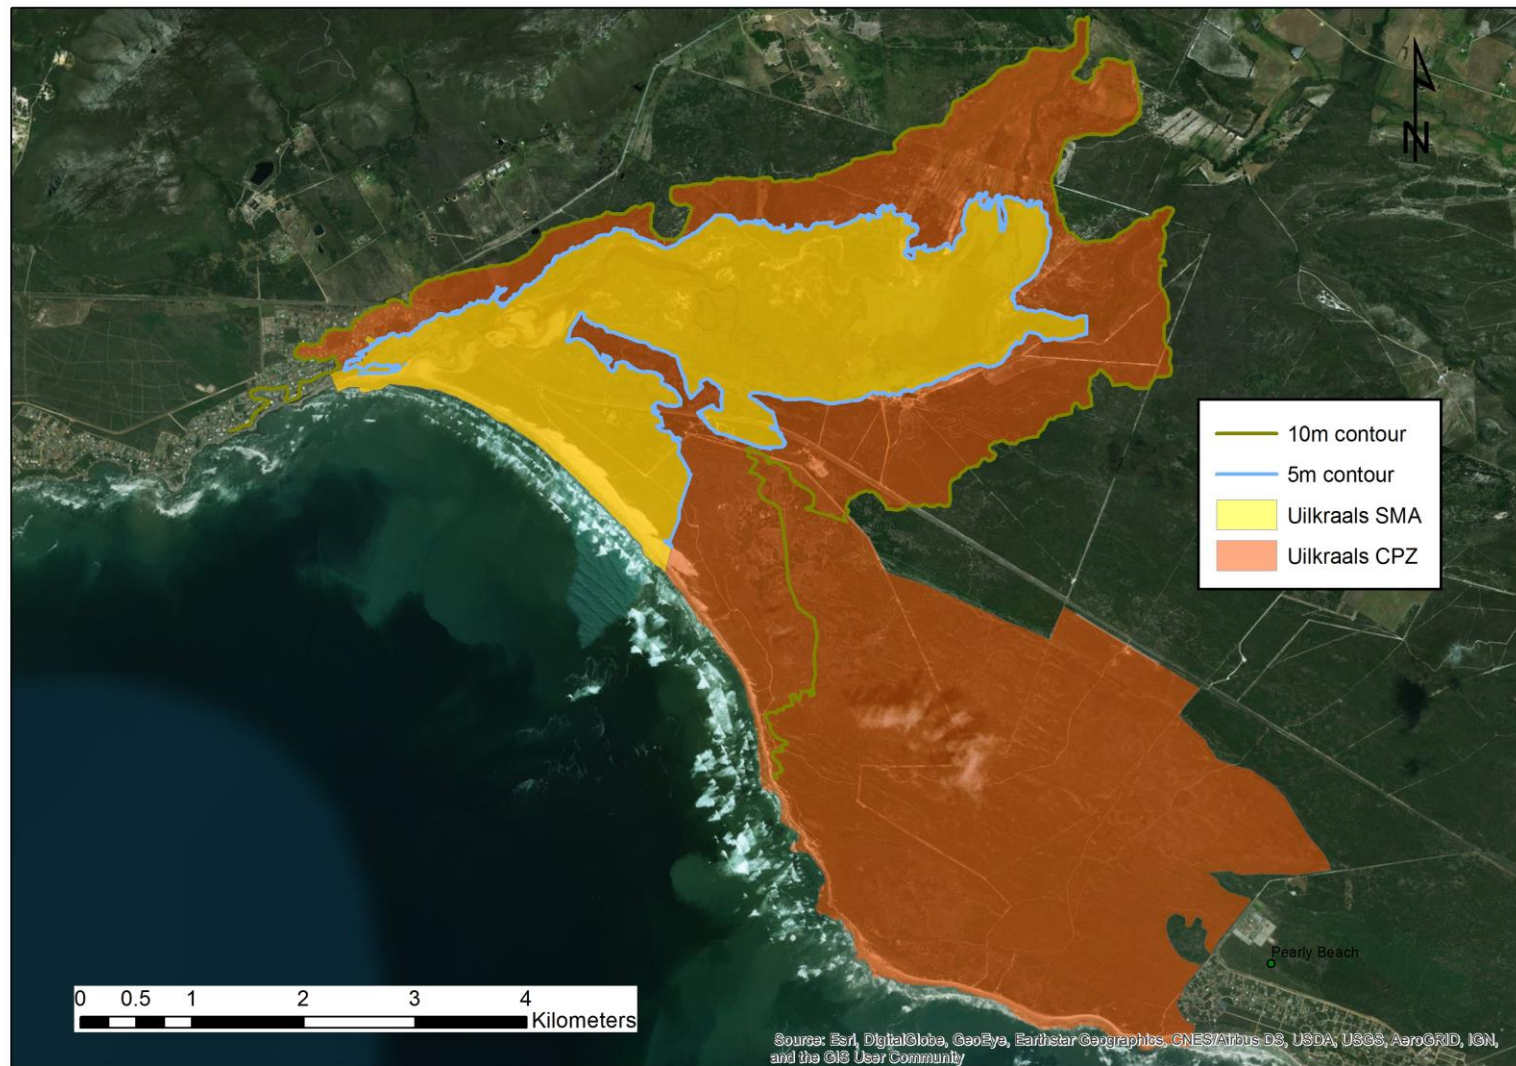 N
10m contour
5m contour
Uilkraals SMA
Uilkraals CPZ
Pearly Beach
0 0.5 1 2 3 4
Kilometers
Source: Esri, DigitalGlobe, GeoEye, Earthstar Geographics, CNES/Airbus DS, USDA, USGS, AeroGRID, IGN,
and the GIS User Community